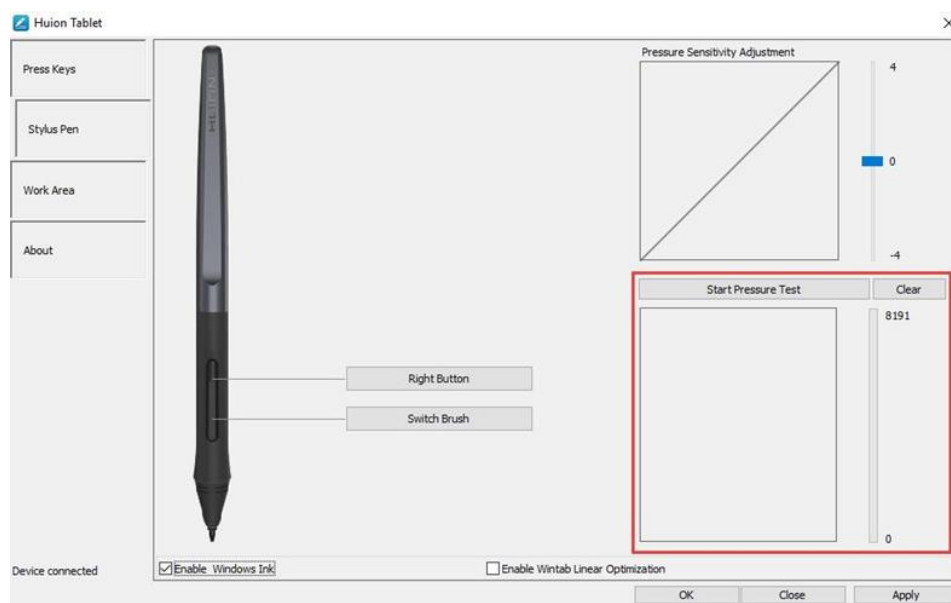 Huion Tablet
Press Keys
Stylus Pen
Work Area
About
Device connected
HUION
Right Button
Switch Brush
Pressure Sensitivity Adjustment
4
0
-4
Start Pressure Test
Clear
8191
0
Enable Windows Ink
Enable Wintab Linear Optimization
OK
Close
Apply